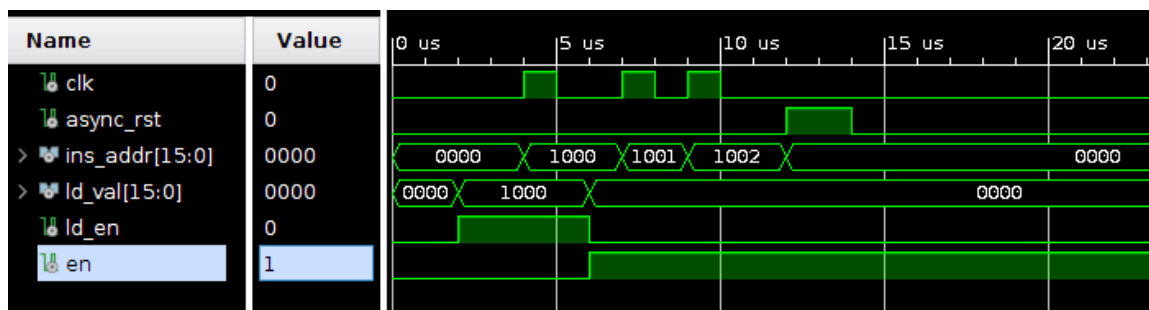 Name Value 0 us 5 us 10 us 15 us 20 us
clk 0
async_rst 0
> ins_addr[15:0] 0000 0000 1000 1001 1002 0000
> ld_val[15:0] 0000 0000 1000 0000
ld_en 0
en 1